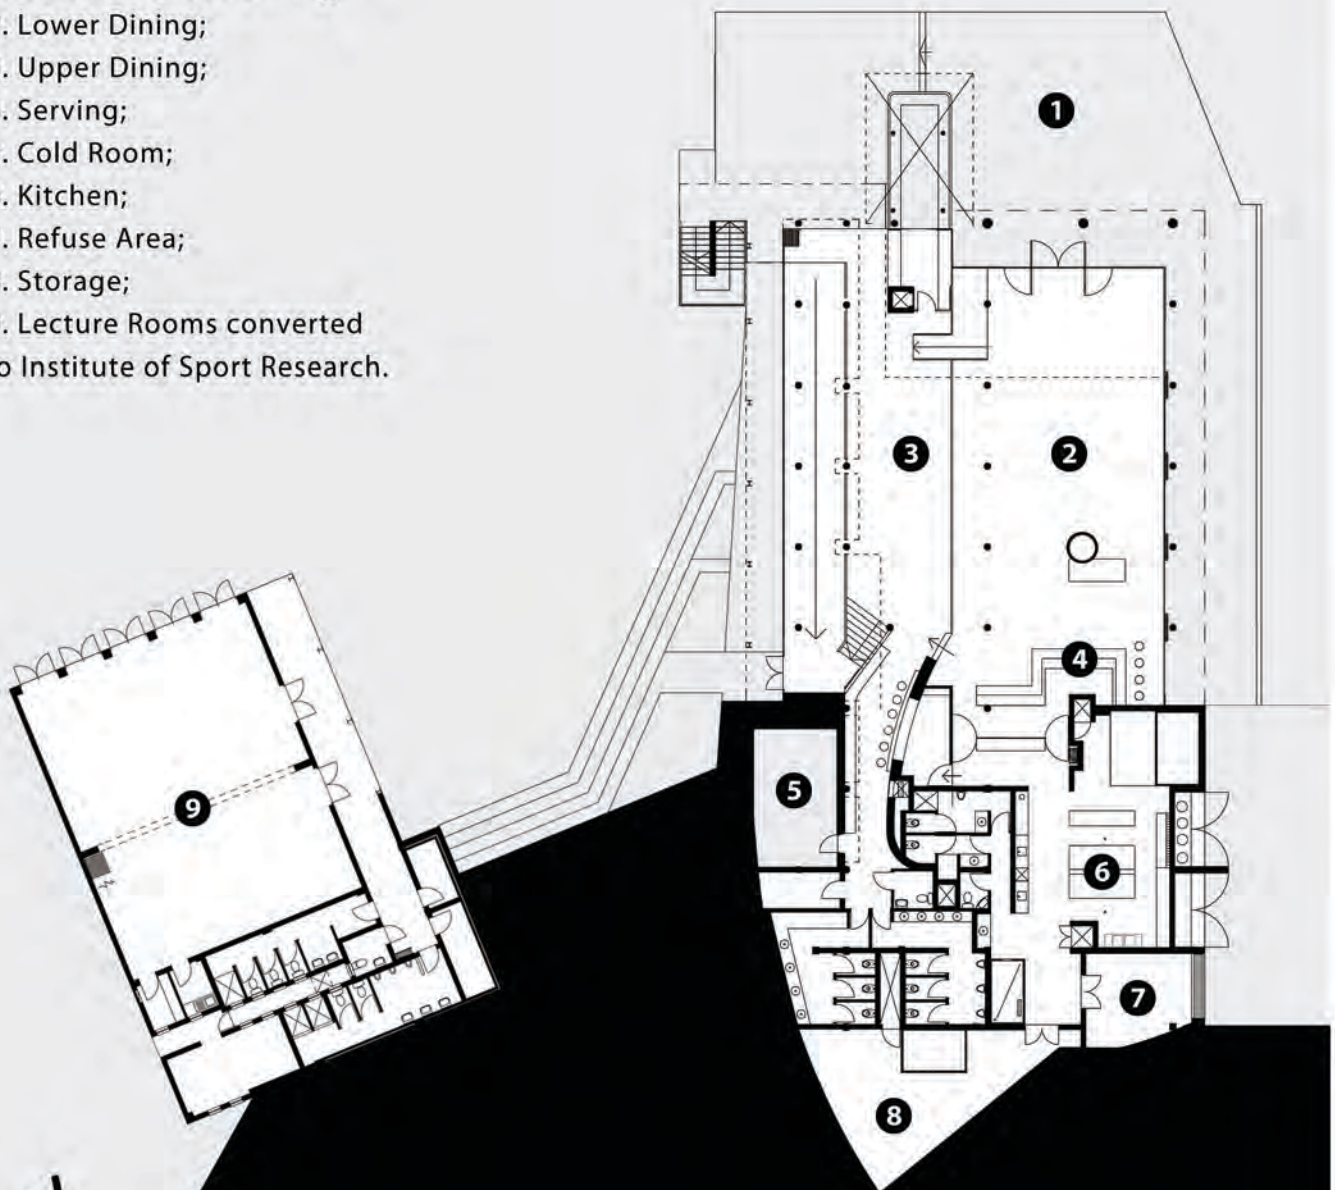 . Lower Dining;
. Upper Dining;
. Serving;
. Cold Room;
. Kitchen;
. Refuse Area;
. Storage;
. Lecture Rooms converted
o Institute of Sport Research.
1
3
2
4
5
9
6
7
8